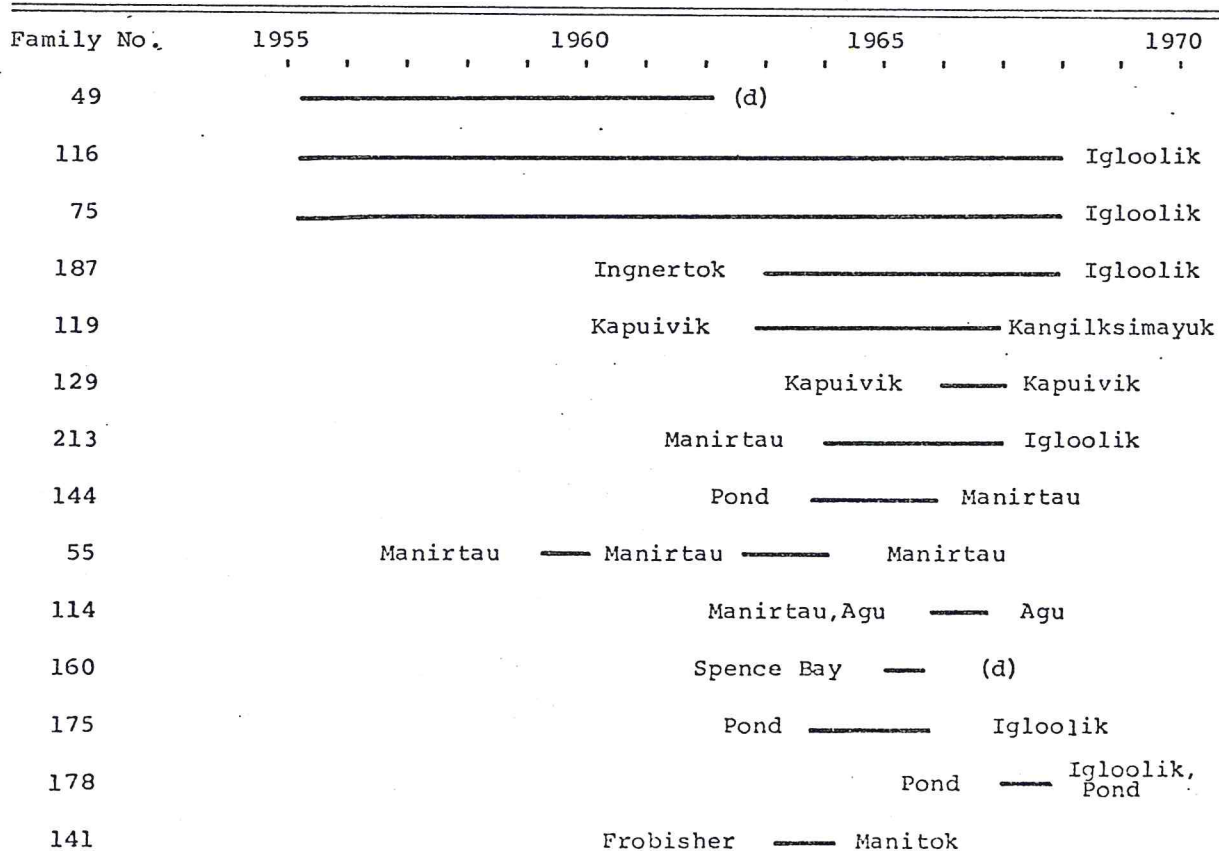 Family No. 1955 1960 1965 1970
49 (d)
116 Igloolik
75 Igloolik
187 Ingnertok Igloolik
119 Kapuivik Kangilksimayuk
129 Kapuivik Kapuivik
213 Manirtau Igloolik
144 Pond Manirtau
55 Manirtau Manirtau Manirtau
114 Manirtau,Agu Agu
160 Spence Bay (d)
175 Pond Igloolik
178 Pond Igloolik,
Pond
141 Frobisher Manitok